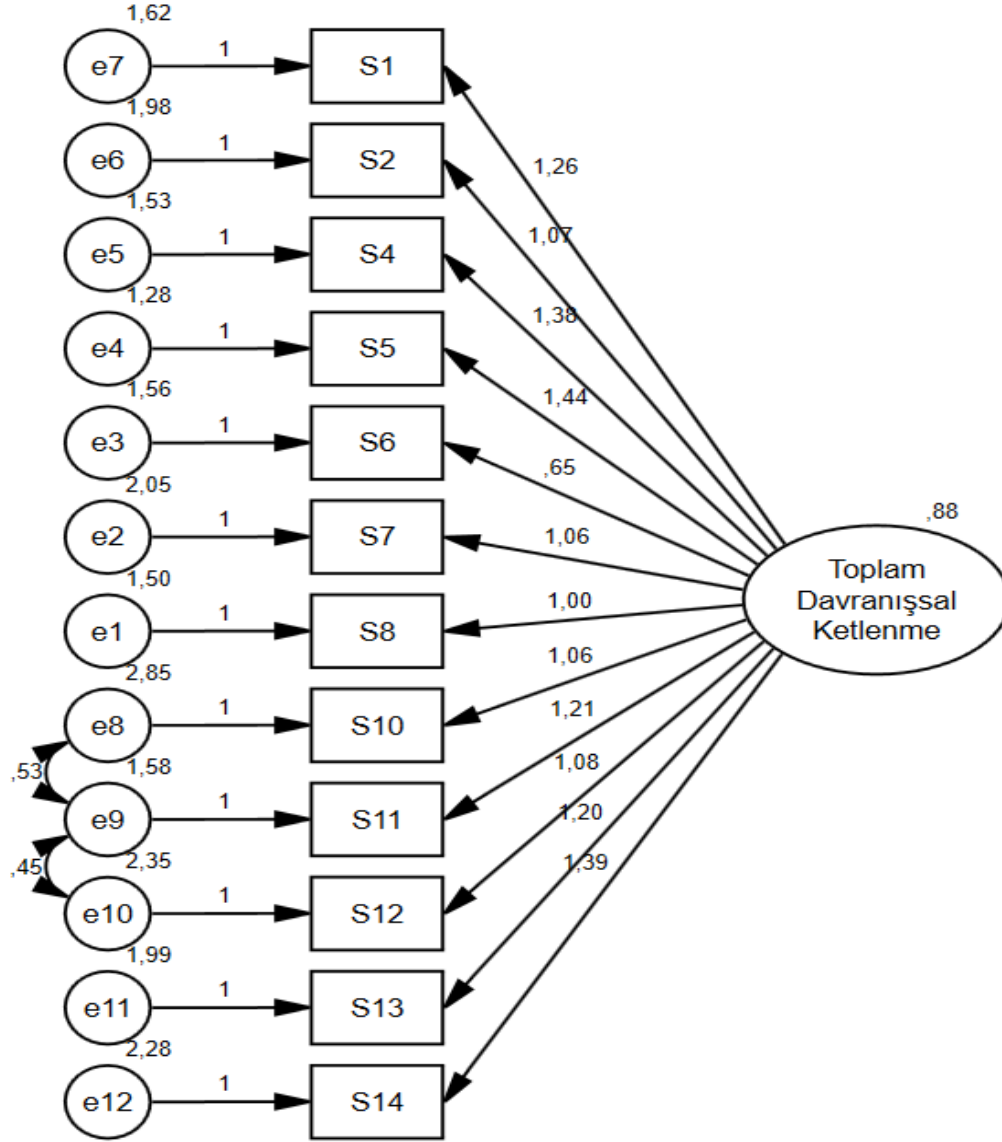 1,62
e7
1
S1
1,26
1,98
e6
1
S2
1,07
1,53
e5
1
S4
1,38
1,28
e4
1
S5
1,44
1,56
e3
1
S6
,65
2,05
e2
1
S7
1,06
1,50
e1
1
S8
1,00
2,85
e8
1
S10
1,06
,53
1,58
e9
1
S11
1,21
,45
2,35
e10
1
S12
1,08
1,99
e11
1
S13
1,20
2,28
e12
1
S14
1,39
,88
Toplam
Davranışsal
Ketlenme